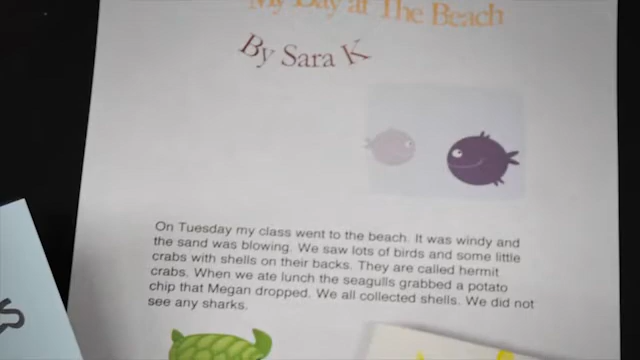 My Day at The Beach
By Sara K
On Tuesday my class went to the beach. It was windy and
the sand was blowing. We saw lots of birds and some little
crabs with shells on their backs. They are called hermit
crabs. When we ate lunch the seagulls grabbed a potato
chip that Megan dropped. We all collected shells. We did not
see any sharks.